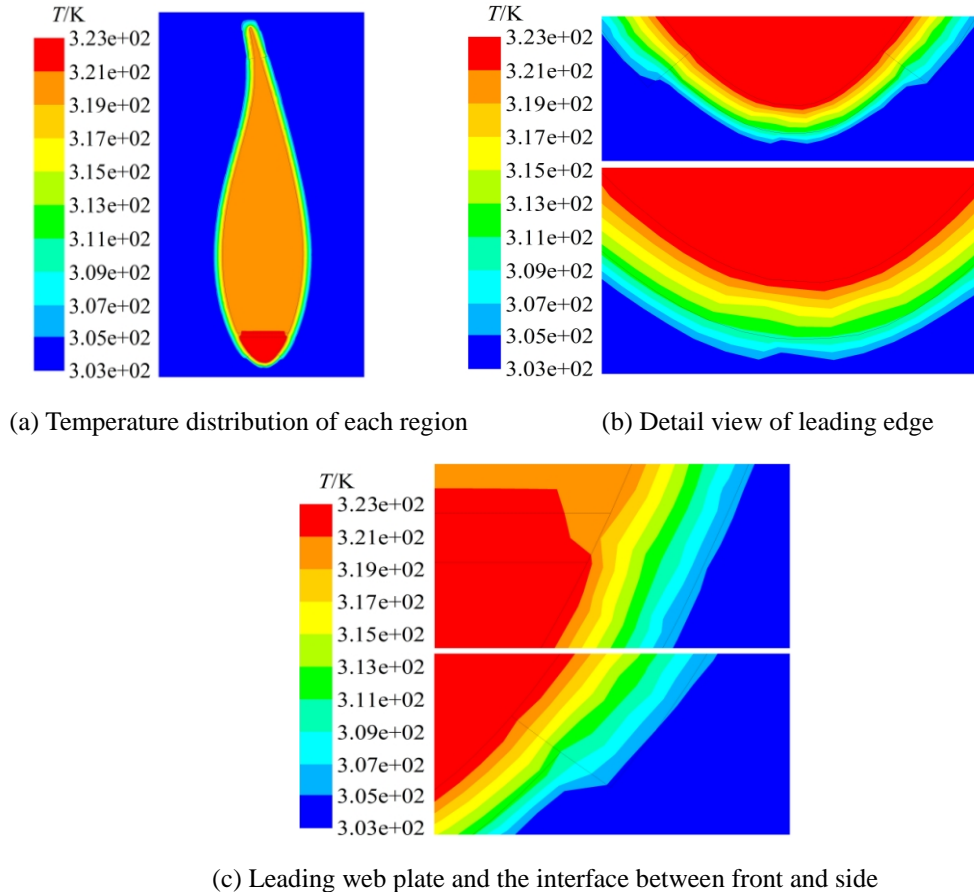 T/K
3.23e+02
3.21e+02
3.19e+02
3.17e+02
3.15e+02
3.13e+02
3.11e+02
3.09e+02
3.07e+02
3.05e+02
3.03e+02
T/K
3.23e+02
3.21e+02
3.19e+02
3.17e+02
3.15e+02
3.13e+02
3.11e+02
3.09e+02
3.07e+02
3.05e+02
3.03e+02
(a) Temperature distribution of each region
(b) Detail view of leading edge
T/K
3.23e+02
3.21e+02
3.19e+02
3.17e+02
3.15e+02
3.13e+02
3.11e+02
3.09e+02
3.07e+02
3.05e+02
3.03e+02
(c) Leading web plate and the interface between front and side